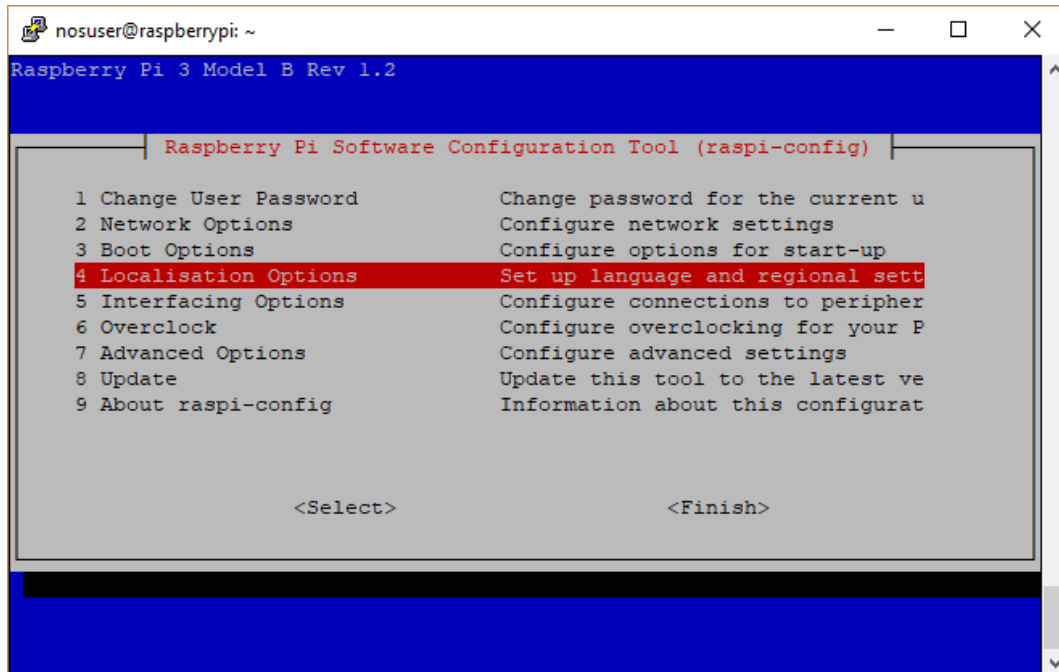 nosuser@raspberrypi: ~
Raspberry Pi 3 Model B Rev 1.2
Raspberry Pi Software Configuration Tool (raspi-config)
1 Change User Password Change password for the current u
2 Network Options Configure network settings
3 Boot Options Configure options for start-up
4 Localisation Options Set up language and regional sett
5 Interfacing Options Configure connections to peripher
6 Overclock Configure overclocking for your P
7 Advanced Options Configure advanced settings
8 Update Update this tool to the latest ve
9 About raspi-config Information about this configurat
<Select> <Finish>